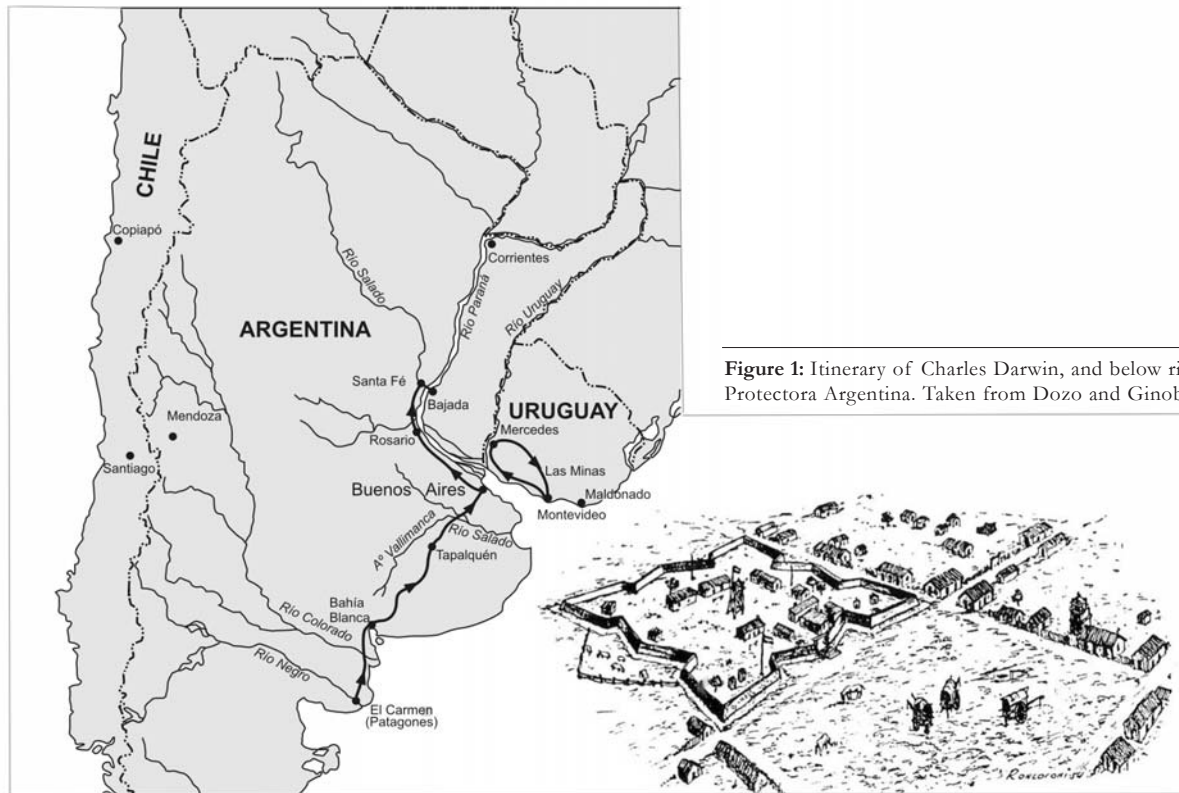 CHILE
Copiapó
Corrientes
Río Salado
Río Paraná
Río Uruguay
ARGENTINA
Santa Fé
Bajada
URUGUAY
Mendoza
Mercedes
Rosario
Santiago
Las Minas
Buenos Aires
Maldonado
Montevideo
Aº Vallimanca
Río Salado
Tapalquén
Bahía
Blanca
Río Colorado
Río Negro
El Carmen
(Patagones)
Figure 1: Itinerary of Charles Darwin, and below ri
Protectora Argentina. Taken from Dozo and Ginob